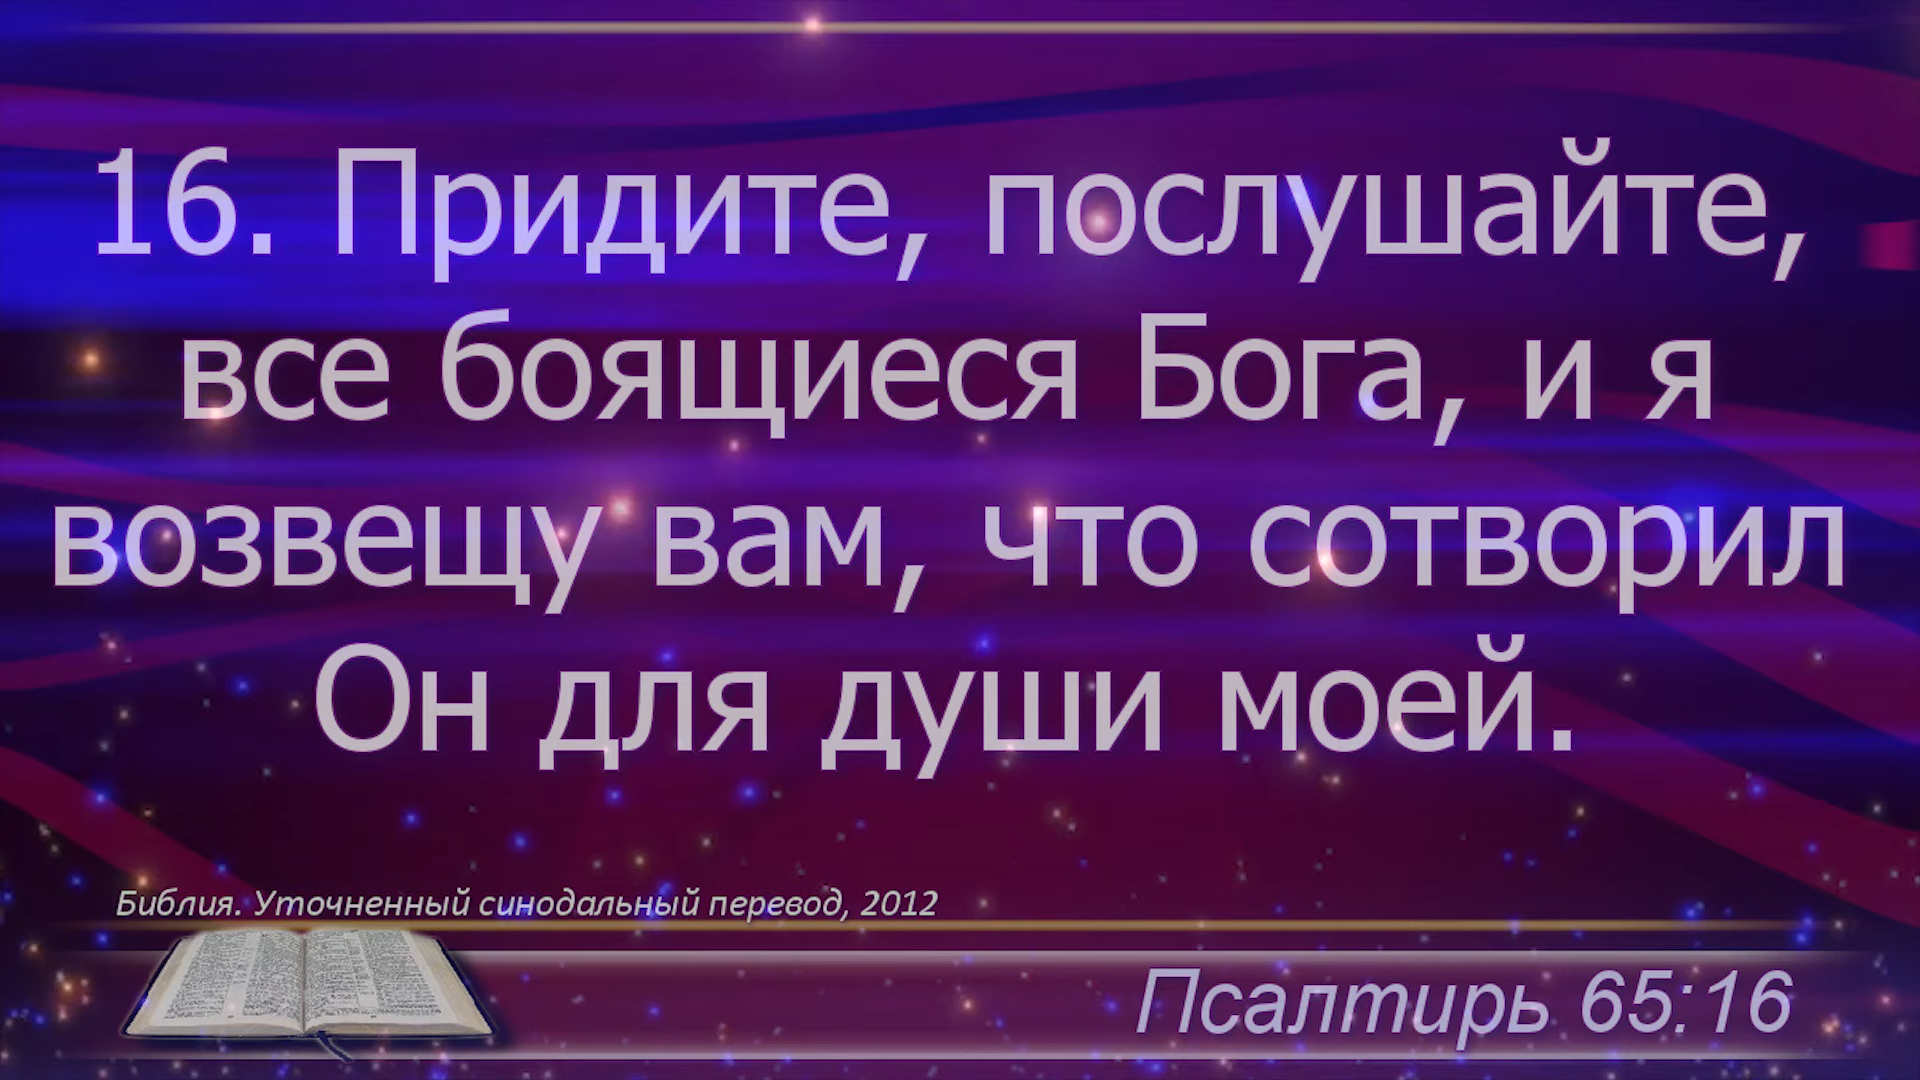 16. Придите, послушайте,
все боящиеся Бога, и я
возвещу вам, что сотворил
Он для души моей.
Библия. Уточненный синодальный перевод, 2012
Псалтирь 65:16